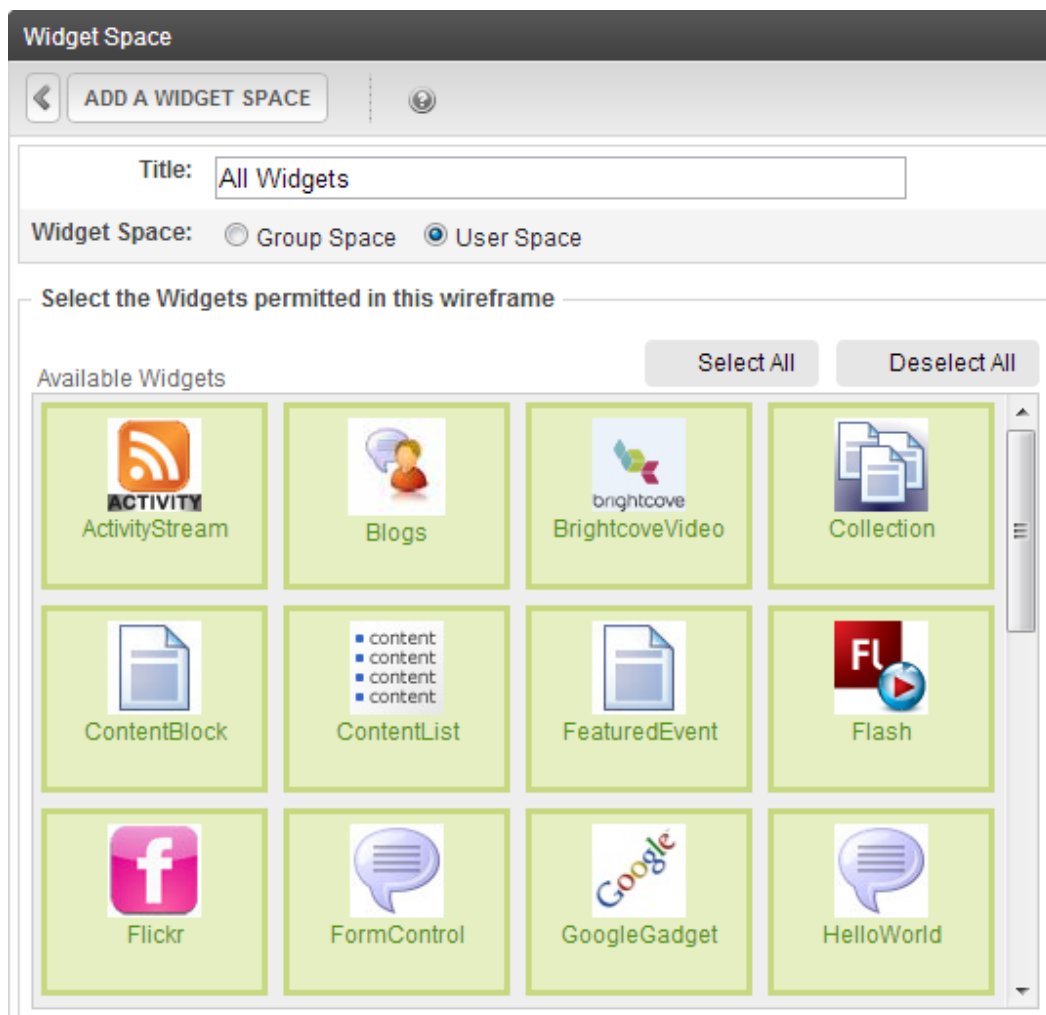 Widget Space
ADD A WIDGET SPACE
Title: All Widgets
Widget Space: Group Space User Space
Select the Widgets permitted in this wireframe
Available Widgets Select All Deselect All
ACTIVITY
ActivityStream
Blogs
brightcove
BrightcoveVideo
Collection
ContentBlock
content
content
content
content
ContentList
FeaturedEvent
FL
Flash
f
Flickr
FormControl
Google
GoogleGadget
HelloWorld